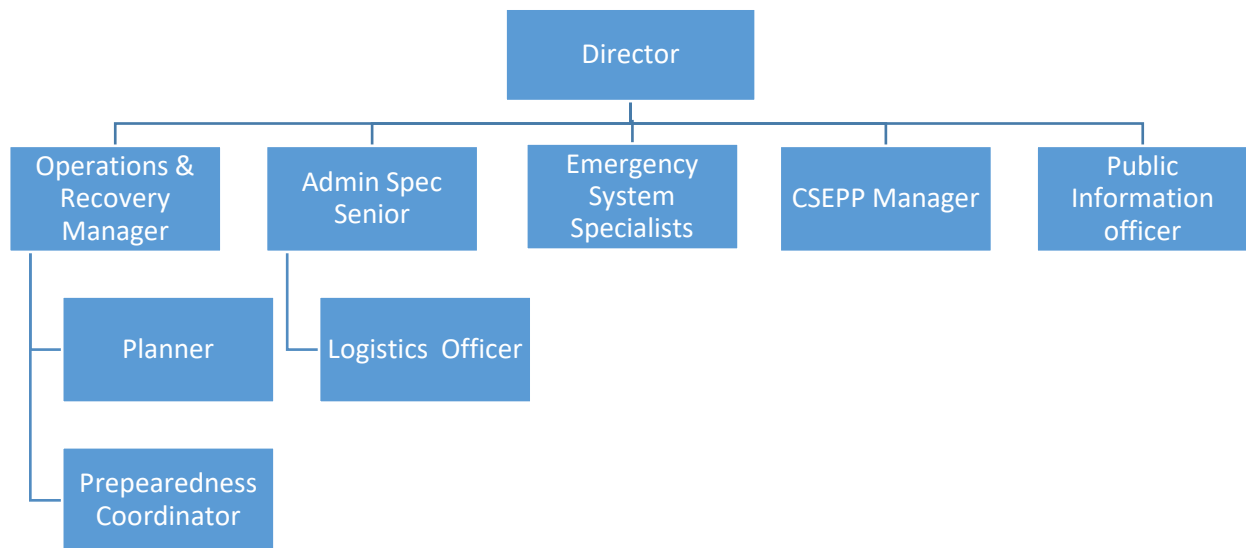 Director
Operations &
Recovery
Manager
Admin Spec
Senior
Emergency
System
Specialists
CSEPP Manager
Public
Information
officer
Planner
Logistics Officer
Prepearedness
Coordinator